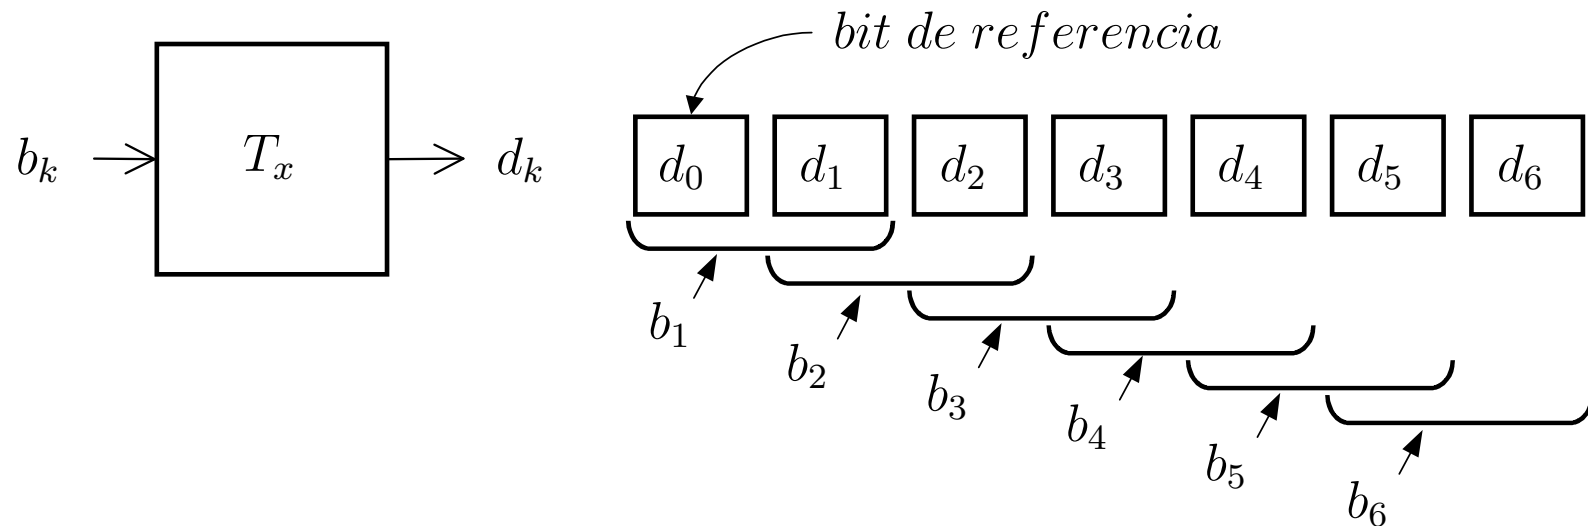 bit de referencia
b_k T_x d_k
d_0 d_1 d_2 d_3 d_4 d_5 d_6
b_1
b_2
b_3
b_4
b_5
b_6